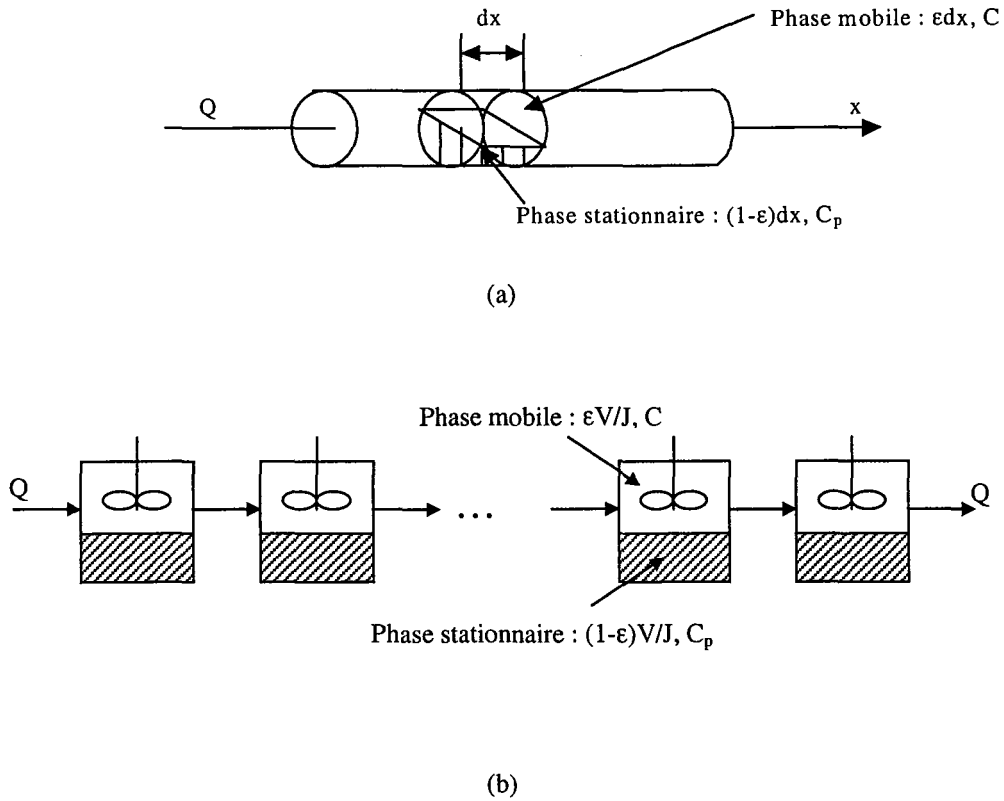 dx
Phase mobile : εdx, C
Q
x
Phase stationnaire : (1-ε)dx, Cₚ
(a)
Phase mobile : εV/J, C
Q
...
Q
Phase stationnaire : (1-ε)V/J, Cₚ
(b)